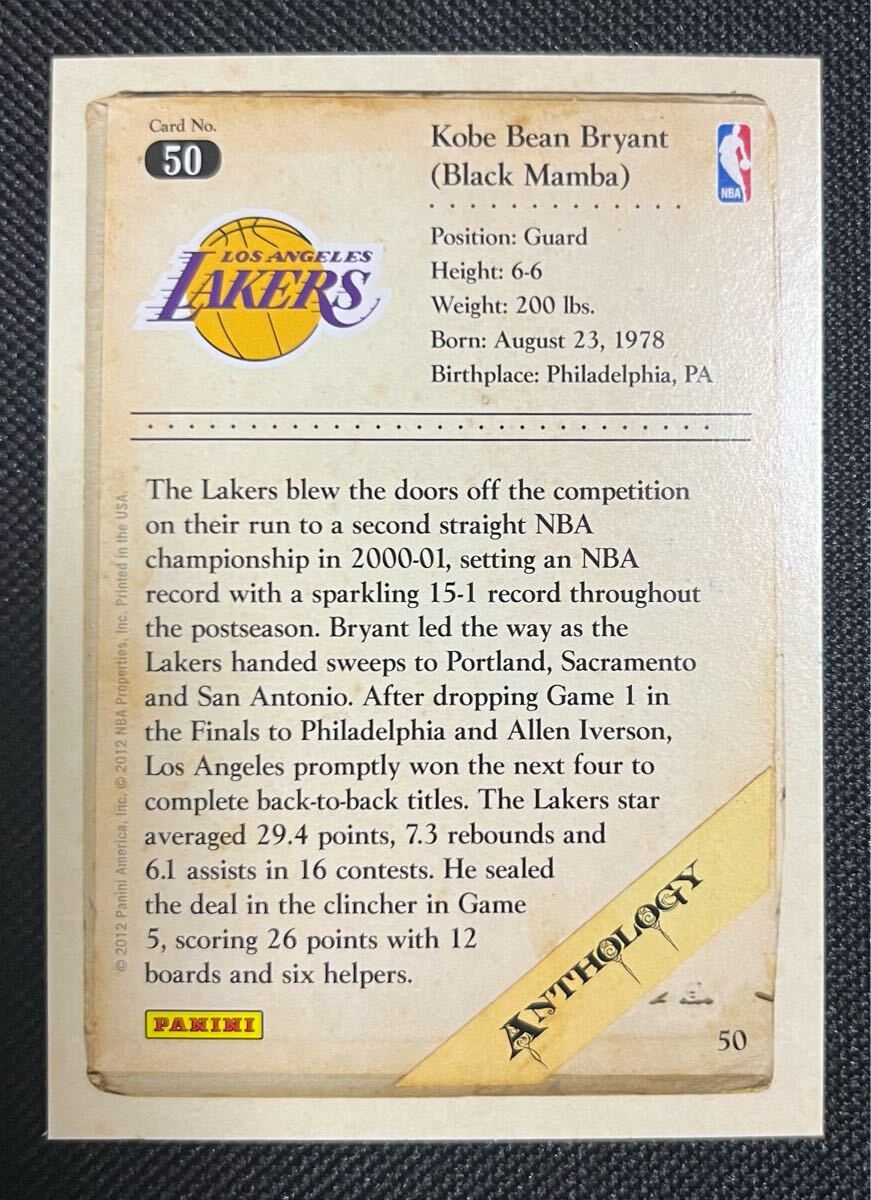 Card No.
50
Kobe Bean Bryant
(Black Mamba)
NBA
LOS ANGELES
LAKERS
Position: Guard
Height: 6-6
Weight: 200 lbs.
Born: August 23, 1978
Birthplace: Philadelphia, PA
The Lakers blew the doors off the competition
on their run to a second straight NBA
championship in 2000-01, setting an NBA
record with a sparkling 15-1 record throughout
the postseason. Bryant led the way as the
Lakers handed sweeps to Portland, Sacramento
and San Antonio. After dropping Game 1 in
the Finals to Philadelphia and Allen Iverson,
Los Angeles promptly won the next four to
complete back-to-back titles. The Lakers star
averaged 29.4 points, 7.3 rebounds and
6.1 assists in 16 contests. He sealed
the deal in the clincher in Game
5, scoring 26 points with 12
boards and six helpers.
© 2012 Panini America, Inc. © 2012 NBA Properties, Inc. Printed in the USA.
PANINI
ANTHOLOGY
50